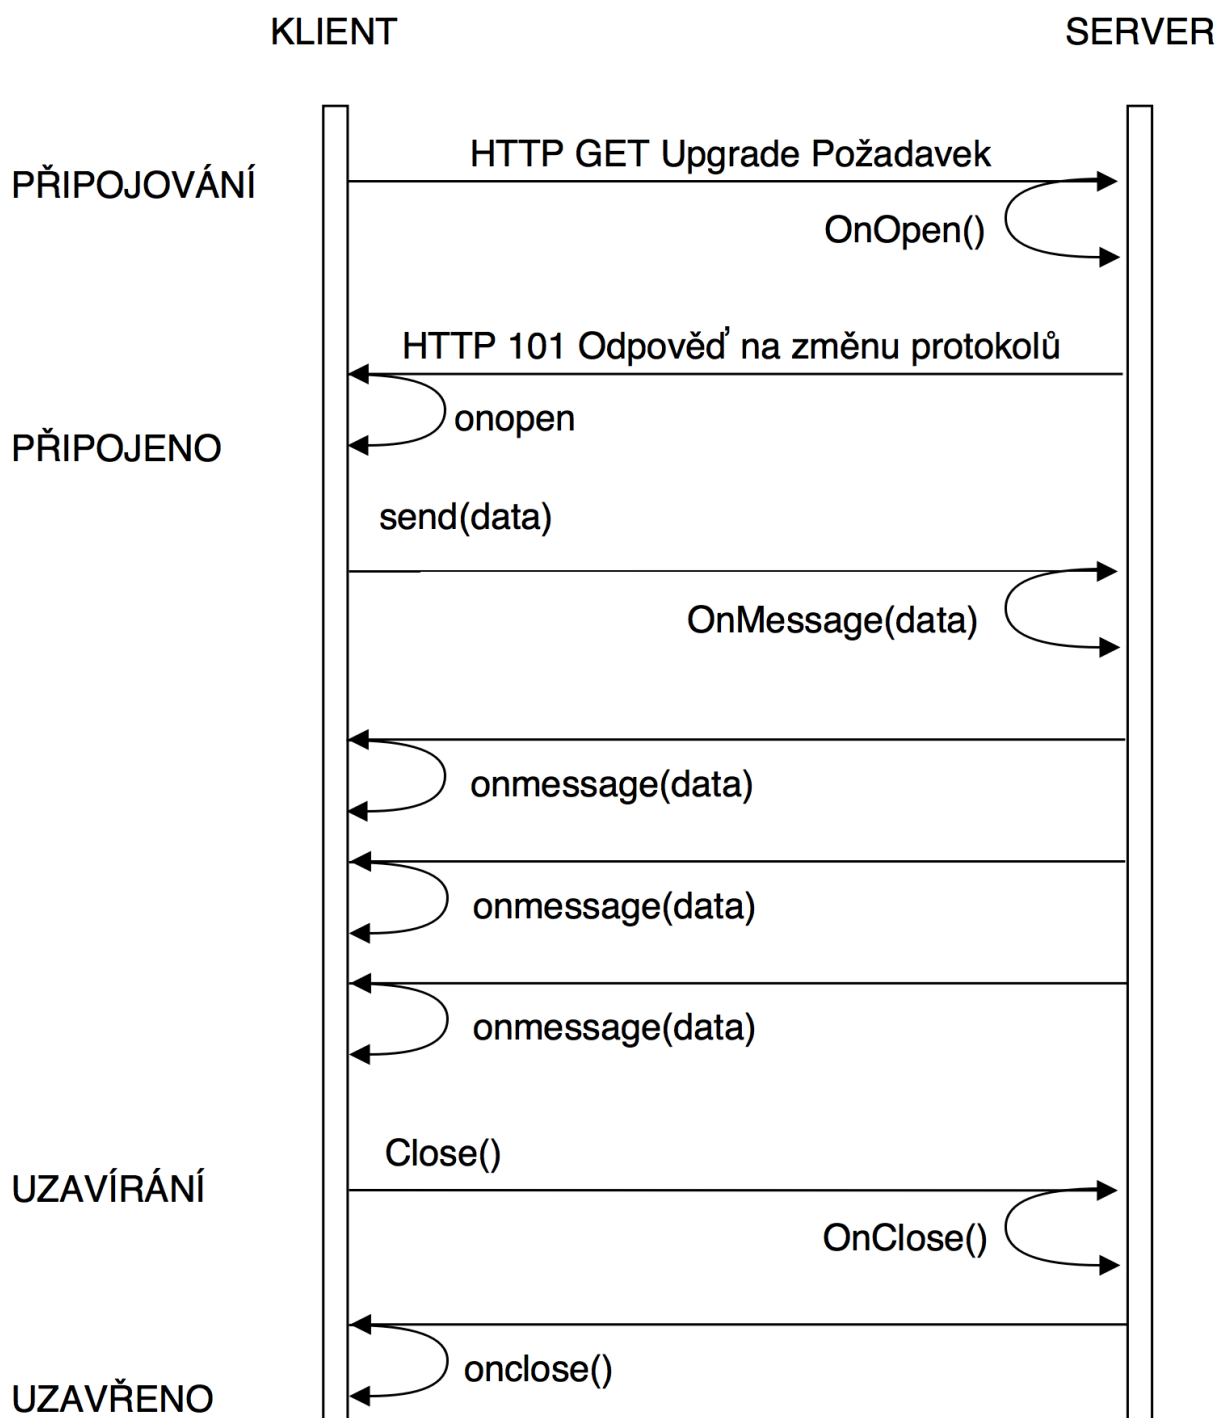 KLIENT
SERVER
HTTP GET Upgrade Požadavek
PŘIPOJOVÁNÍ
OnOpen()
HTTP 101 Odpověď na změnu protokolů
onopen
PŘIPOJENO
send(data)
OnMessage(data)
onmessage(data)
onmessage(data)
onmessage(data)
Close()
UZAVÍRÁNÍ
OnClose()
onclose()
UZAVŘENO